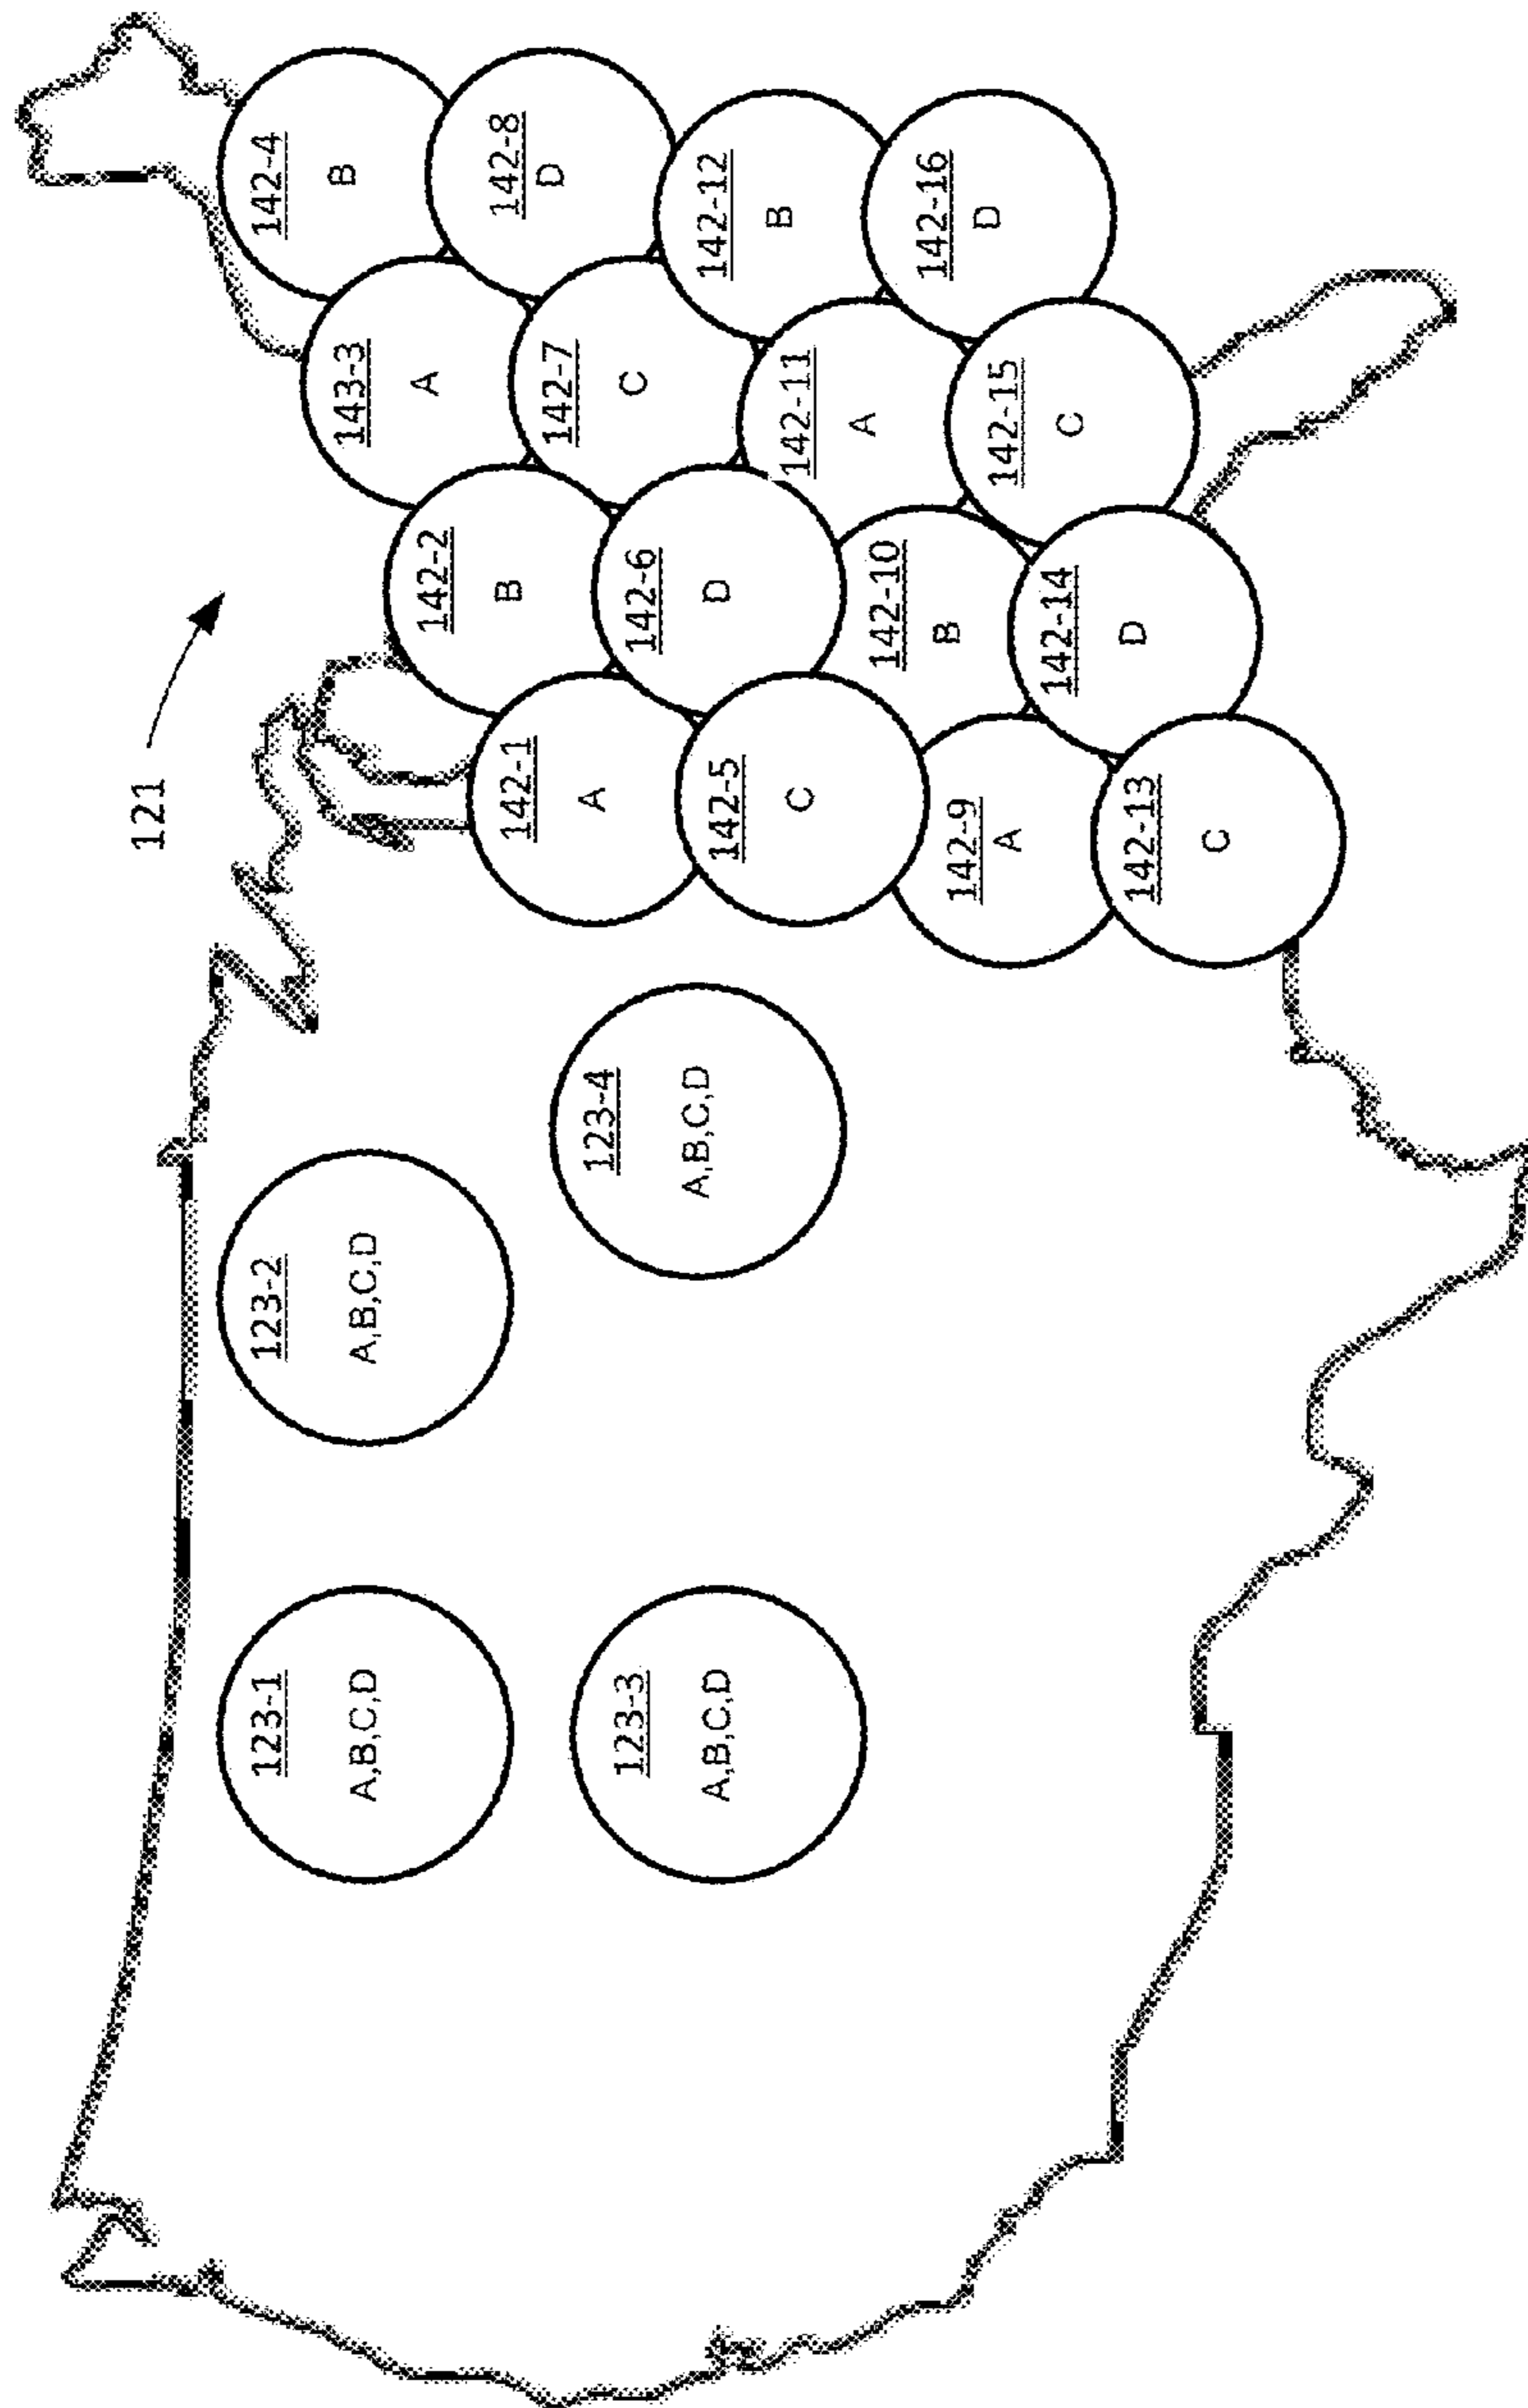 121
123-1
A,B,C,D
123-2
A,B,C,D
123-3
A,B,C,D
123-4
A,B,C,D
142-1
A
142-2
B
143-3
A
142-4
B
142-5
C
142-6
D
142-7
C
142-8
D
142-9
A
142-10
B
142-11
A
142-12
B
142-13
C
142-14
D
142-15
C
142-16
D